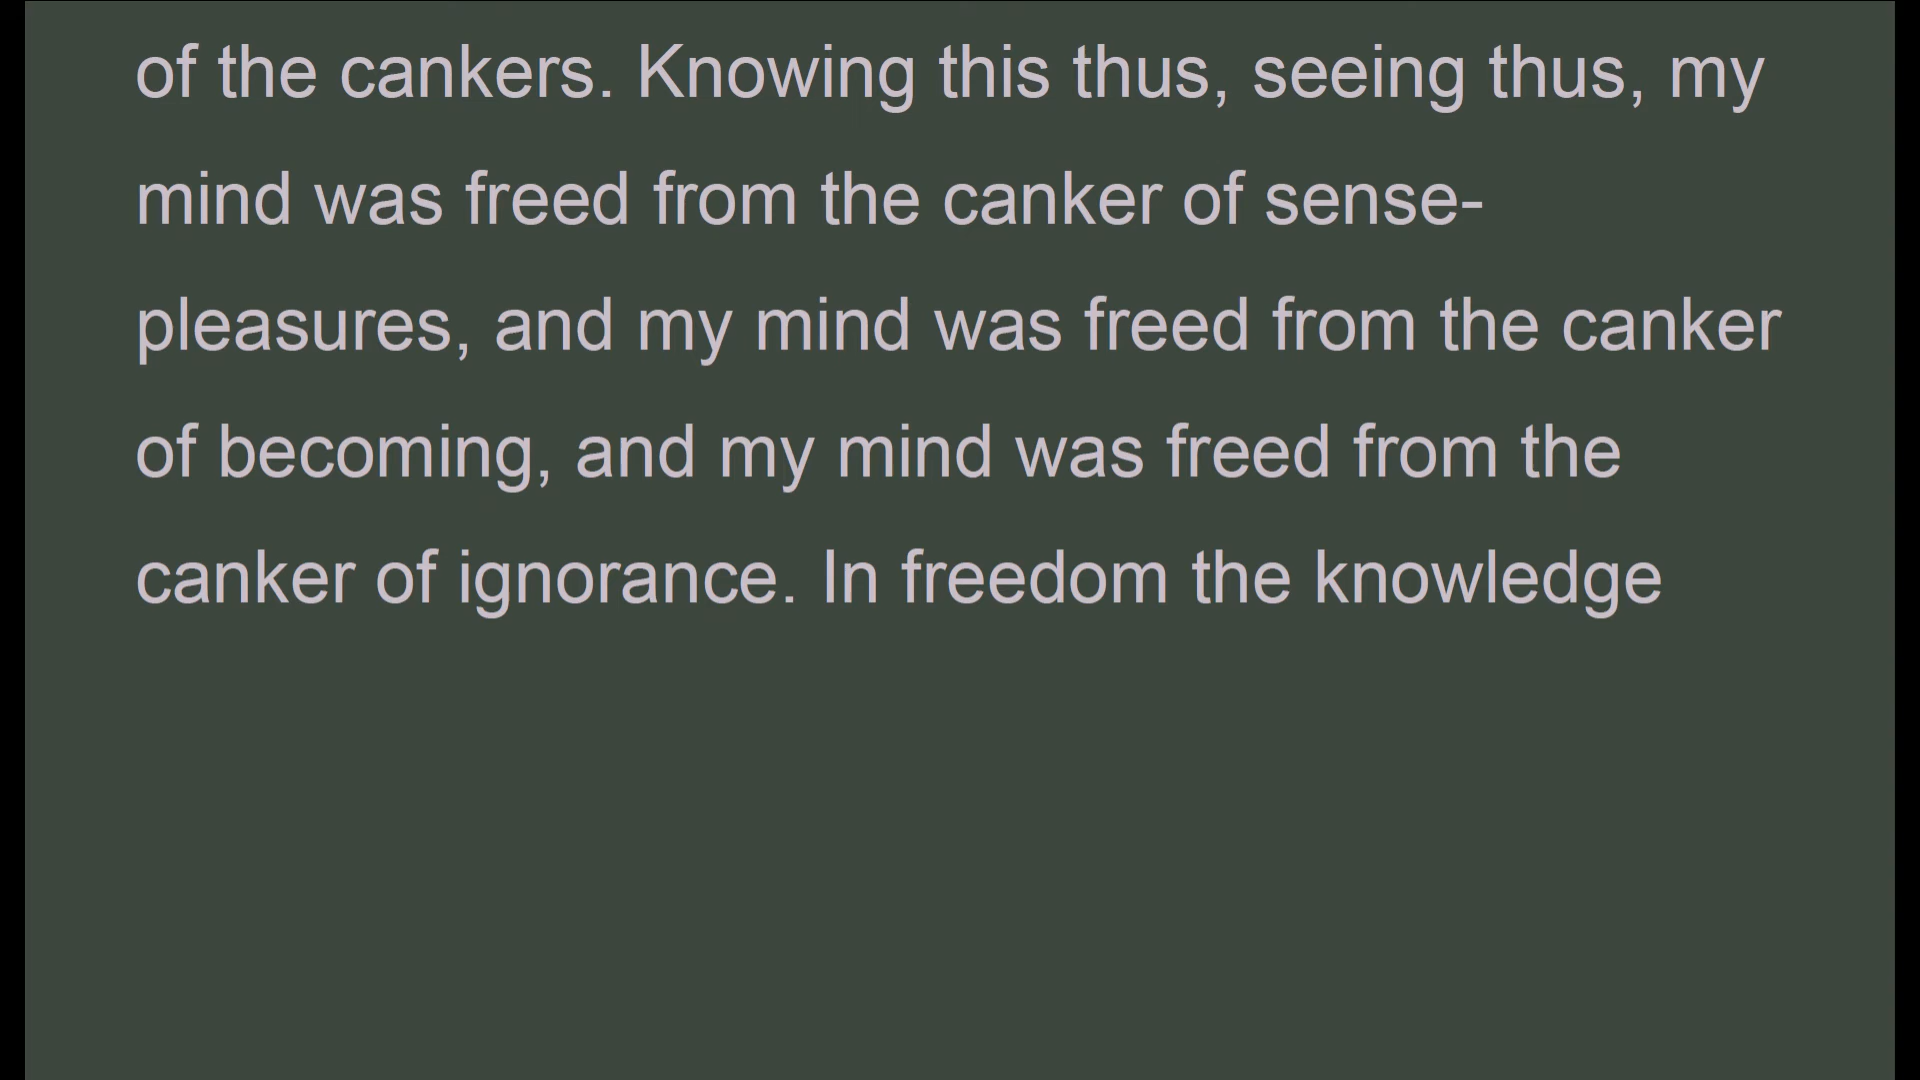 of the cankers. Knowing this thus, seeing thus, my
mind was freed from the canker of sense-
pleasures, and my mind was freed from the canker
of becoming, and my mind was freed from the
canker of ignorance. In freedom the knowledge